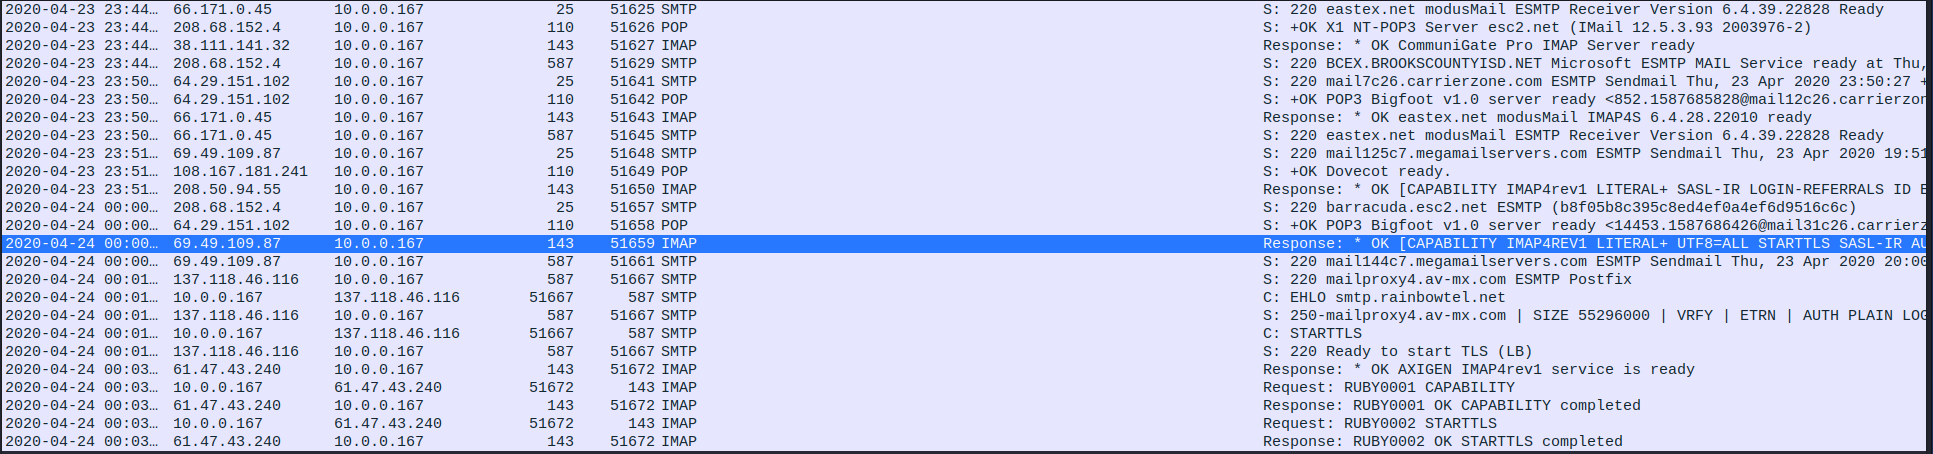 2020-04-23 23:44… 66.171.0.45 10.0.0.167 25 51625 SMTP S: 220 eastex.net modusMail ESMTP Receiver Version 6.4.39.22828 Ready
2020-04-23 23:44… 208.68.152.4 10.0.0.167 110 51626 POP S: +OK X1 NT-POP3 Server esc2.net (IMail 12.5.3.93 2003976-2)
2020-04-23 23:44… 38.111.141.32 10.0.0.167 143 51627 IMAP Response: * OK CommuniGate Pro IMAP Server ready
2020-04-23 23:44… 208.68.152.4 10.0.0.167 587 51629 SMTP S: 220 BCEX.BROOKSCOUNTYISD.NET Microsoft ESMTP MAIL Service ready at Thu,
2020-04-23 23:50… 64.29.151.102 10.0.0.167 25 51641 SMTP S: 220 mail7c26.carrierzone.com ESMTP Sendmail Thu, 23 Apr 2020 23:50:27 +
2020-04-23 23:50… 64.29.151.102 10.0.0.167 110 51642 POP S: +OK POP3 Bigfoot v1.0 server ready <852.1587685828@mail12c26.carrierzon
2020-04-23 23:50… 66.171.0.45 10.0.0.167 143 51643 IMAP Response: * OK eastex.net modusMail IMAP4S 6.4.28.22010 ready
2020-04-23 23:50… 66.171.0.45 10.0.0.167 587 51645 SMTP S: 220 eastex.net modusMail ESMTP Receiver Version 6.4.39.22828 Ready
2020-04-23 23:51… 69.49.109.87 10.0.0.167 25 51648 SMTP S: 220 mail125c7.megamailservers.com ESMTP Sendmail Thu, 23 Apr 2020 19:51
2020-04-23 23:51… 108.167.181.241 10.0.0.167 110 51649 POP S: +OK Dovecot ready.
2020-04-23 23:51… 208.50.94.55 10.0.0.167 143 51650 IMAP Response: * OK [CAPABILITY IMAP4rev1 LITERAL+ SASL-IR LOGIN-REFERRALS ID E
2020-04-24 00:00… 208.68.152.4 10.0.0.167 25 51657 SMTP S: 220 barracuda.esc2.net ESMTP (b8f05b8c395c8ed4ef0a4ef6d9516c6c)
2020-04-24 00:00… 64.29.151.102 10.0.0.167 110 51658 POP S: +OK POP3 Bigfoot v1.0 server ready <14453.1587686426@mail31c26.carrierz
2020-04-24 00:00… 69.49.109.87 10.0.0.167 143 51659 IMAP Response: * OK [CAPABILITY IMAP4REV1 LITERAL+ UTF8=ALL STARTTLS SASL-IR AU
2020-04-24 00:00… 69.49.109.87 10.0.0.167 587 51661 SMTP S: 220 mail144c7.megamailservers.com ESMTP Sendmail Thu, 23 Apr 2020 20:00
2020-04-24 00:01… 137.118.46.116 10.0.0.167 587 51667 SMTP S: 220 mailproxy4.av-mx.com ESMTP Postfix
2020-04-24 00:01… 10.0.0.167 137.118.46.116 51667 587 SMTP C: EHLO smtp.rainbowtel.net
2020-04-24 00:01… 137.118.46.116 10.0.0.167 587 51667 SMTP S: 250-mailproxy4.av-mx.com | SIZE 55296000 | VRFY | ETRN | AUTH PLAIN LOG
2020-04-24 00:01… 10.0.0.167 137.118.46.116 51667 587 SMTP C: STARTTLS
2020-04-24 00:01… 137.118.46.116 10.0.0.167 587 51667 SMTP S: 220 Ready to start TLS (LB)
2020-04-24 00:03… 61.47.43.240 10.0.0.167 143 51672 IMAP Response: * OK AXIGEN IMAP4rev1 service is ready
2020-04-24 00:03… 10.0.0.167 61.47.43.240 51672 143 IMAP Request: RUBY0001 CAPABILITY
2020-04-24 00:03… 61.47.43.240 10.0.0.167 143 51672 IMAP Response: RUBY0001 OK CAPABILITY completed
2020-04-24 00:03… 10.0.0.167 61.47.43.240 51672 143 IMAP Request: RUBY0002 STARTTLS
2020-04-24 00:03… 61.47.43.240 10.0.0.167 143 51672 IMAP Response: RUBY0002 OK STARTTLS completed